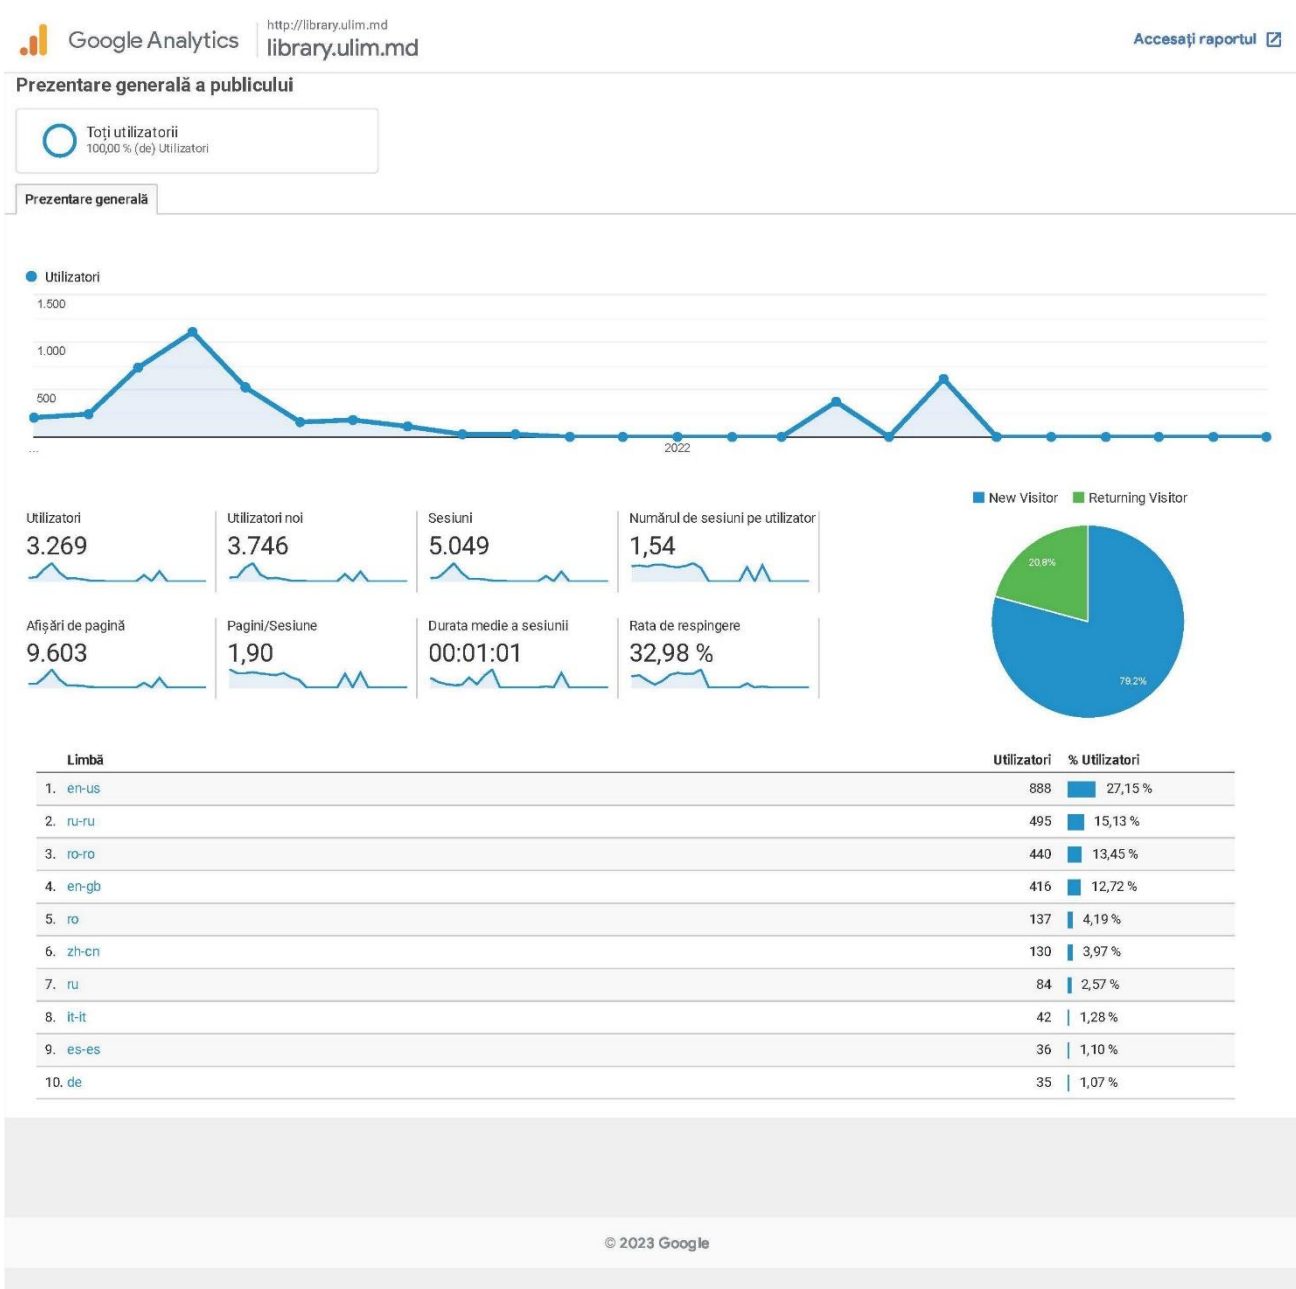 Google Analytics
http://library.ulim.md
library.ulim.md
Accesați raportul
Prezentare generală a publicului
Toți utilizatorii
100,00 % (de) Utilizatori
Prezentare generală
Utilizatori
1.500
1.000
500
...
2022
New Visitor Returning Visitor
Utilizatori Utilizatori noi Sesiuni Numărul de sesiuni pe utilizator
3.269 3.746 5.049 1,54
Afișări de pagină Pagini/Sesiune Durata medie a sesiunii Rata de respingere
9.603 1,90 00:01:01 32,98 %
20,8%
79,2%
Limbă Utilizatori % Utilizatori
1. en-us 888 27,15 %
2. ru-ru 495 15,13 %
3. ro-ro 440 13,45 %
4. en-gb 416 12,72 %
5. ro 137 4,19 %
6. zh-cn 130 3,97 %
7. ru 84 2,57 %
8. it-it 42 1,28 %
9. es-es 36 1,10 %
10. de 35 1,07 %
© 2023 Google